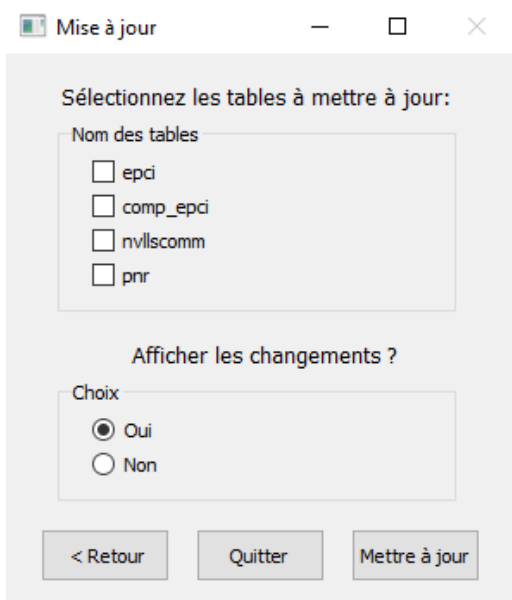 Mise à jour
Sélectionnez les tables à mettre à jour:
Nom des tables
epci
comp_epci
nvllscomm
pnr
Afficher les changements ?
Choix
Oui
Non
< Retour Quitter Mettre à jour